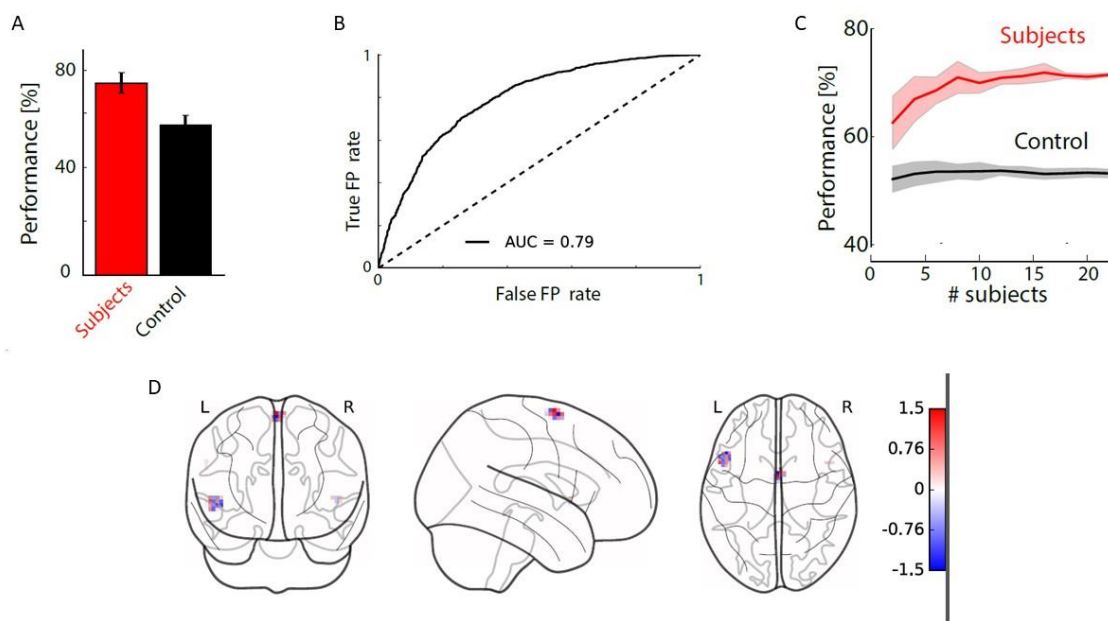 A
Performance [%]
80
40
0
Subjects
Control
B
True FP rate
1
0
AUC = 0.79
0
1
False FP rate
C
Performance [%]
80
60
40
Subjects
Control
0
5
10
15
20
# subjects
D
L
R
L
R
1.5
0.76
0
-0.76
-1.5